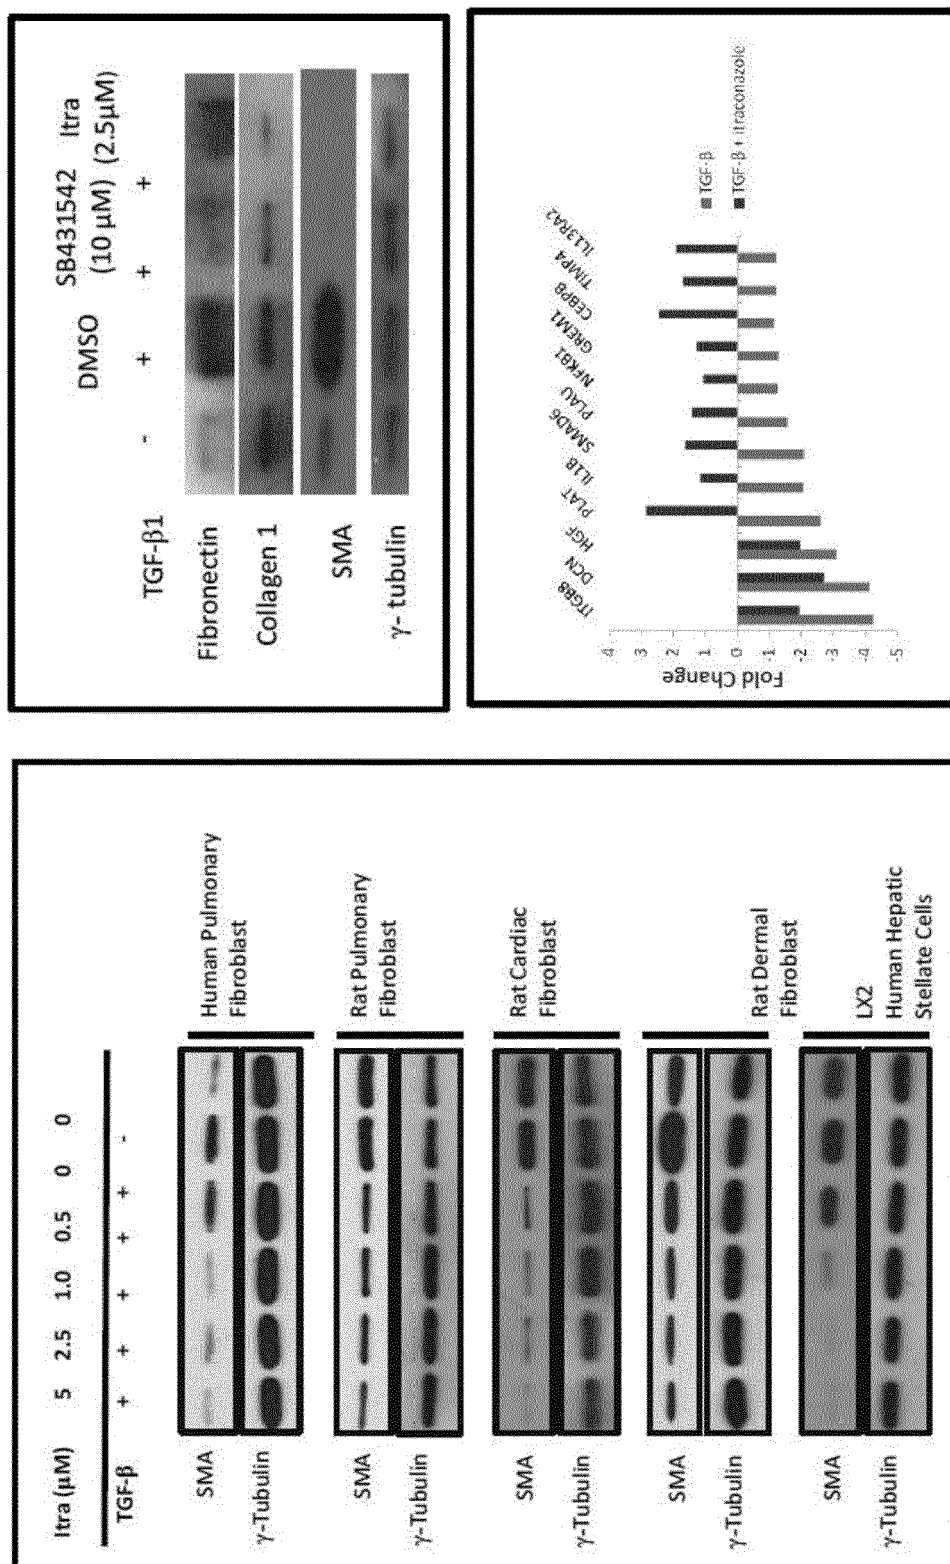 Itra (μM) 5 2.5 1.0 0.5 0 0
TGF-β + + + + + -
SMA
γ-Tubulin
Human Pulmonary
Fibroblast
SMA
γ-Tubulin
Rat Pulmonary
Fibroblast
SMA
γ-Tubulin
Rat Cardiac
Fibroblast
SMA
γ-Tubulin
Rat Dermal
Fibroblast
SMA
γ-Tubulin
LX2
Human Hepatic
Stellate Cells
DMSO SB431542 Itra
(10 μM) (2.5μM)
TGF-β1 - + + +
Fibronectin
Collagen 1
SMA
γ- tubulin
Fold Change
4
3
2
1
0
-1
-2
-3
-4
-5
ITGB8
DCN
HGF
PLAT
IL1B
SMAD6
PLAU
NFKB1
GREM1
CEBPB
TIMP4
IL13RA2
TGF-β
TGF-β + itraconazole